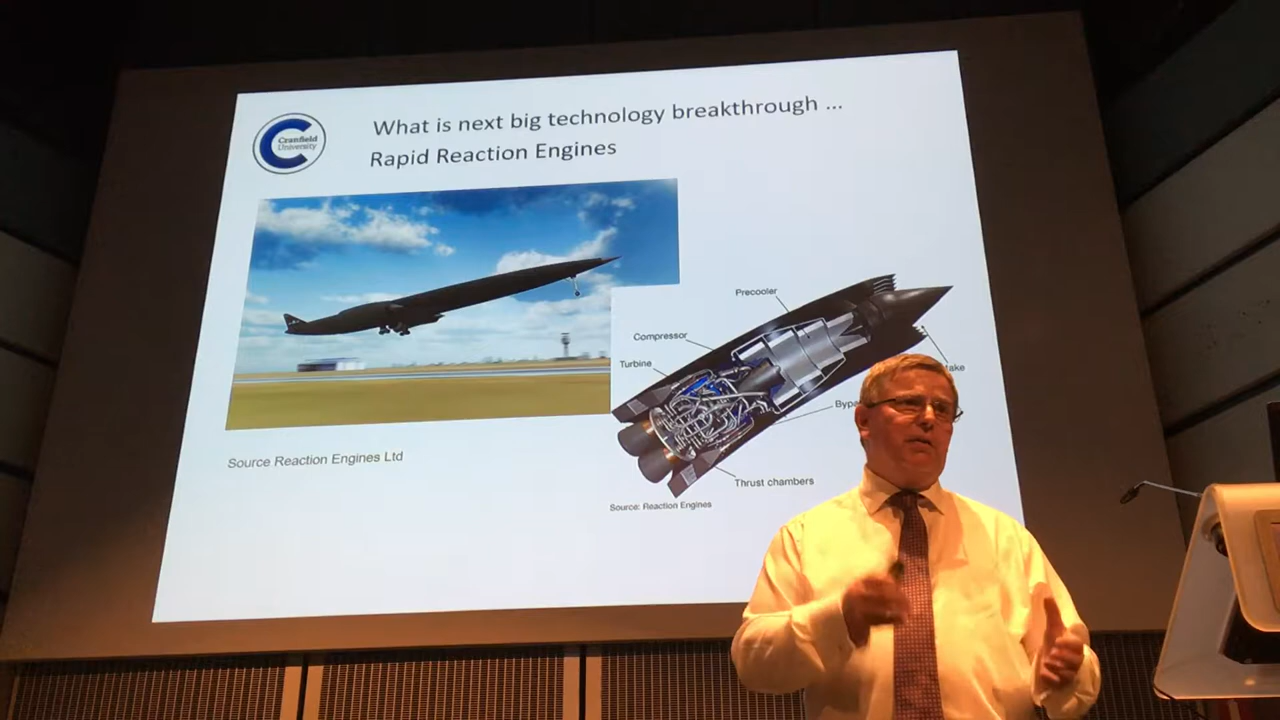 Cranfield
University
What is next big technology breakthrough ...
Rapid Reaction Engines
Precooler
Compressor
Turbine
Thrust chambers
Source: Reaction Engines
Source Reaction Engines Ltd